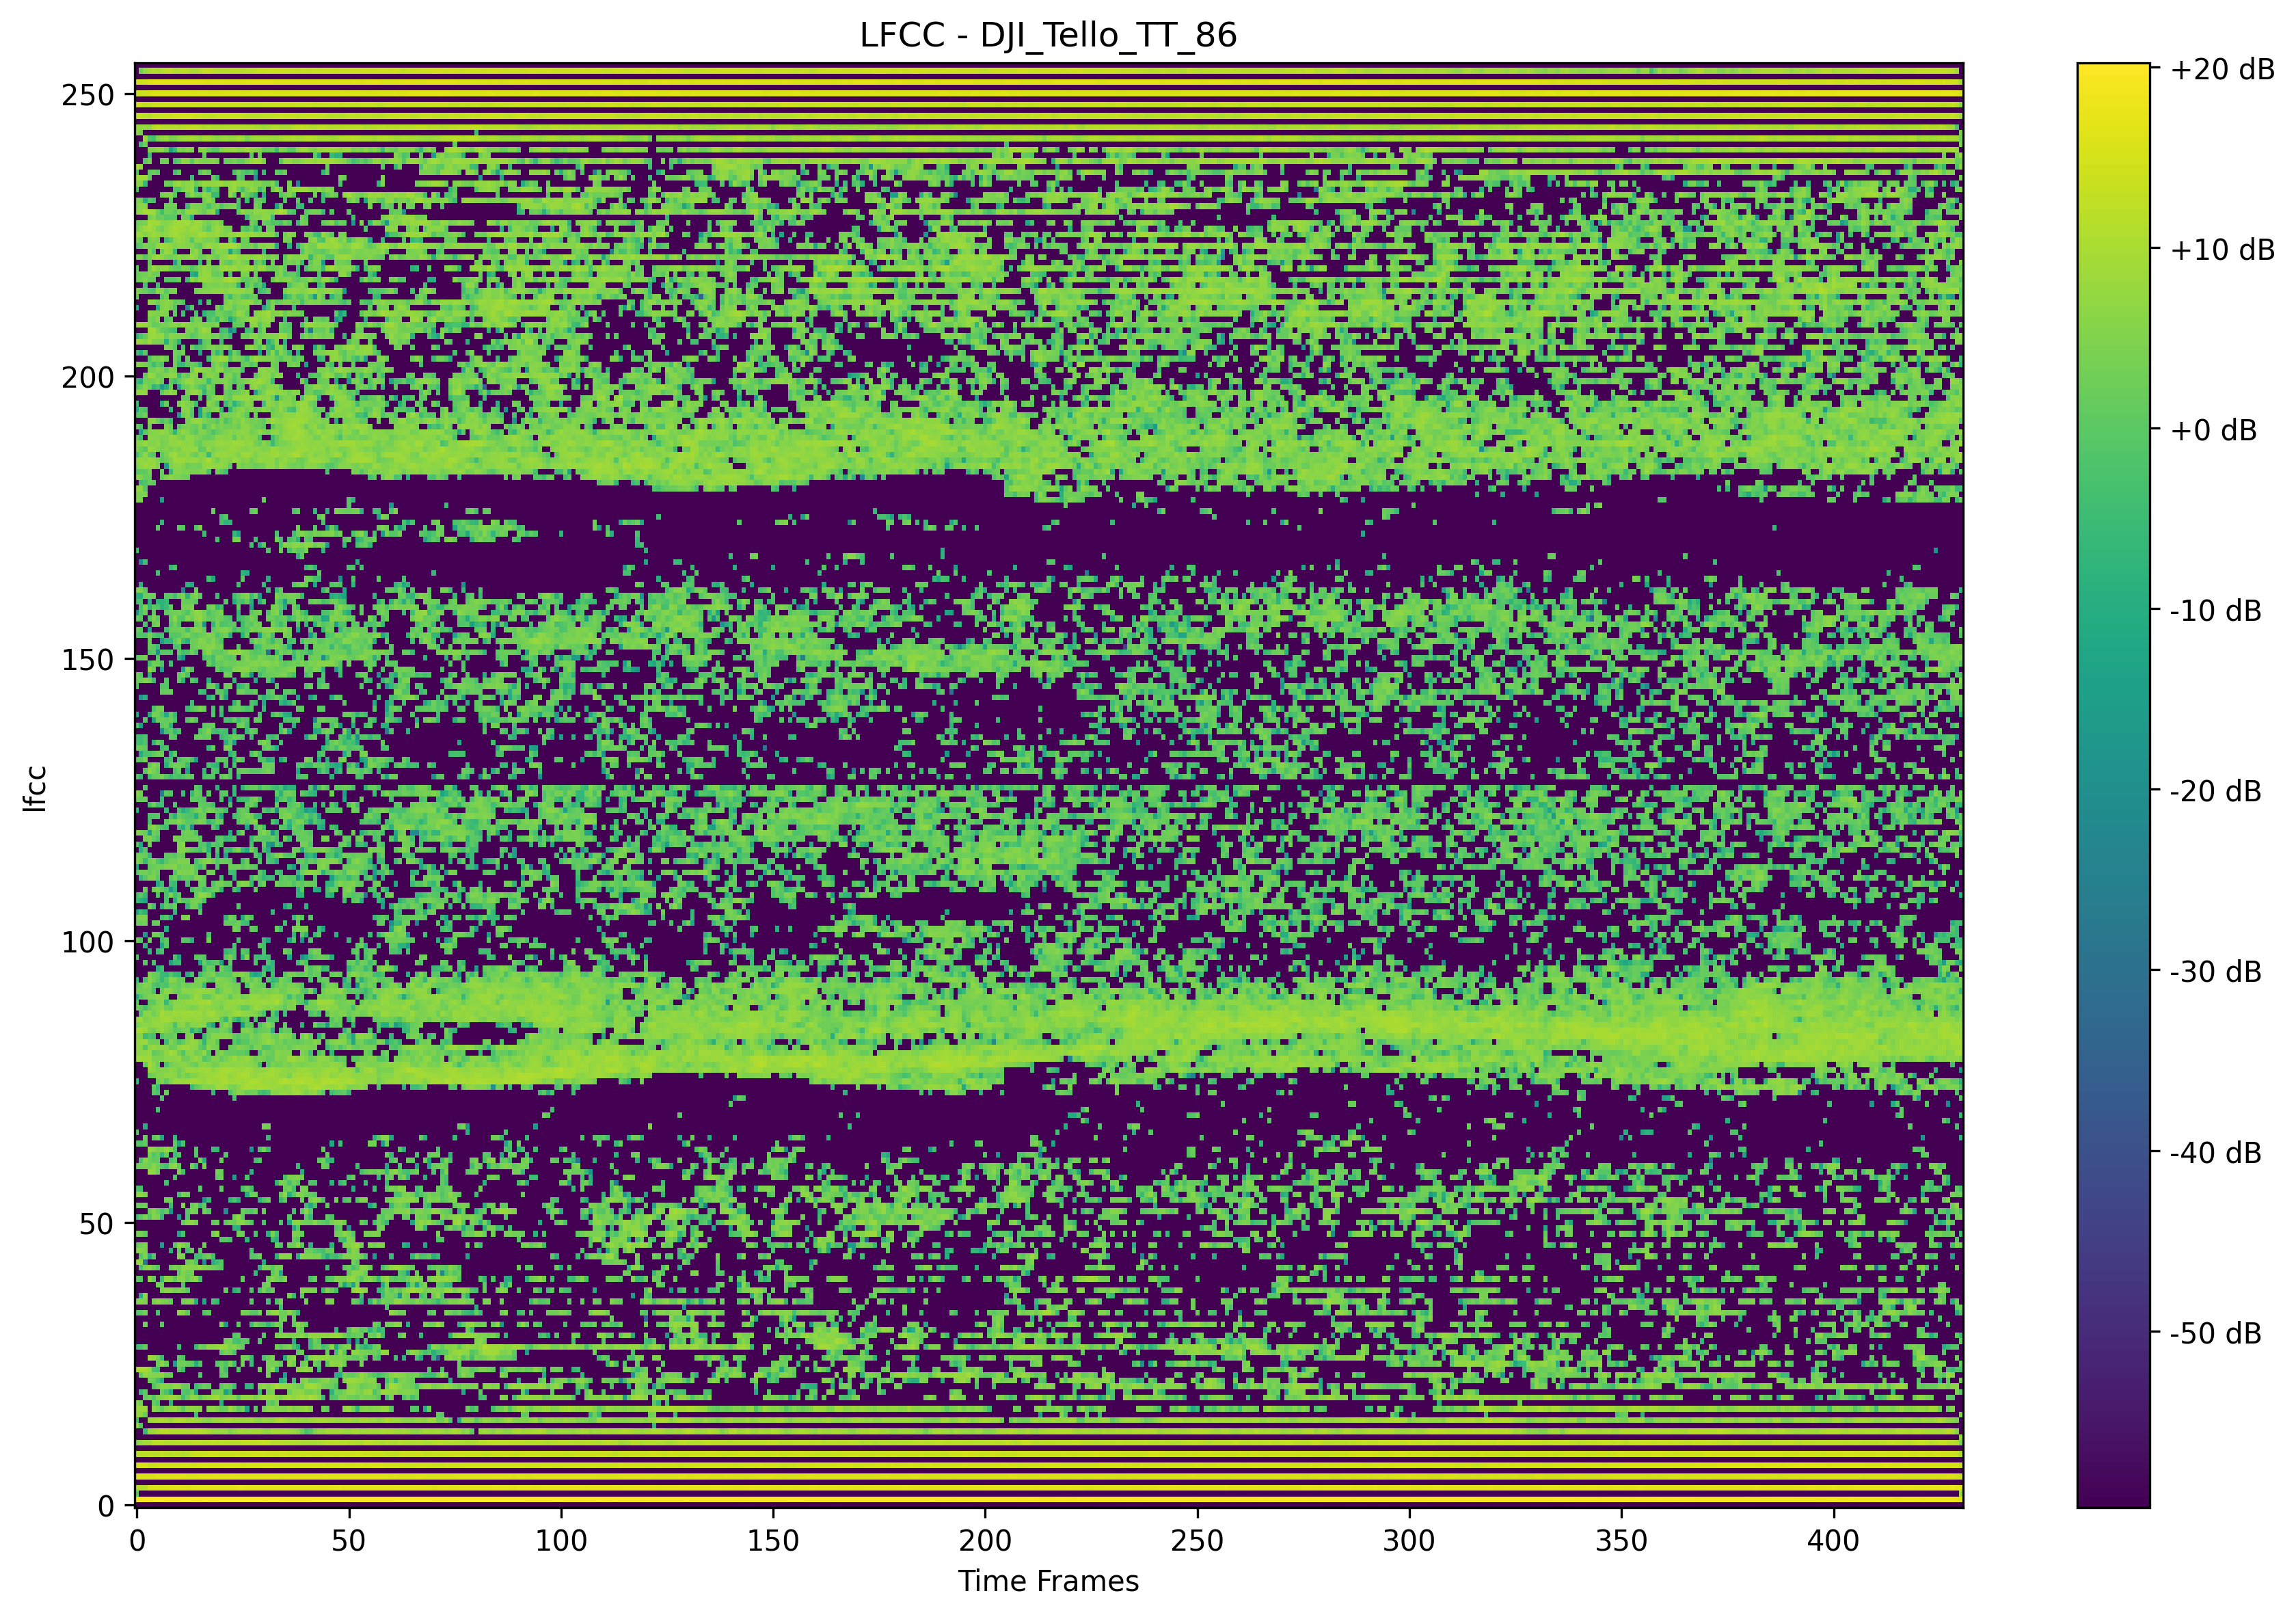 LFCC - DJI_Tello_TT_86
250
200
150
100
50
0
lfcc
0 50 100 150 200 250 300 350 400
Time Frames
+20 dB
+10 dB
+0 dB
-10 dB
-20 dB
-30 dB
-40 dB
-50 dB